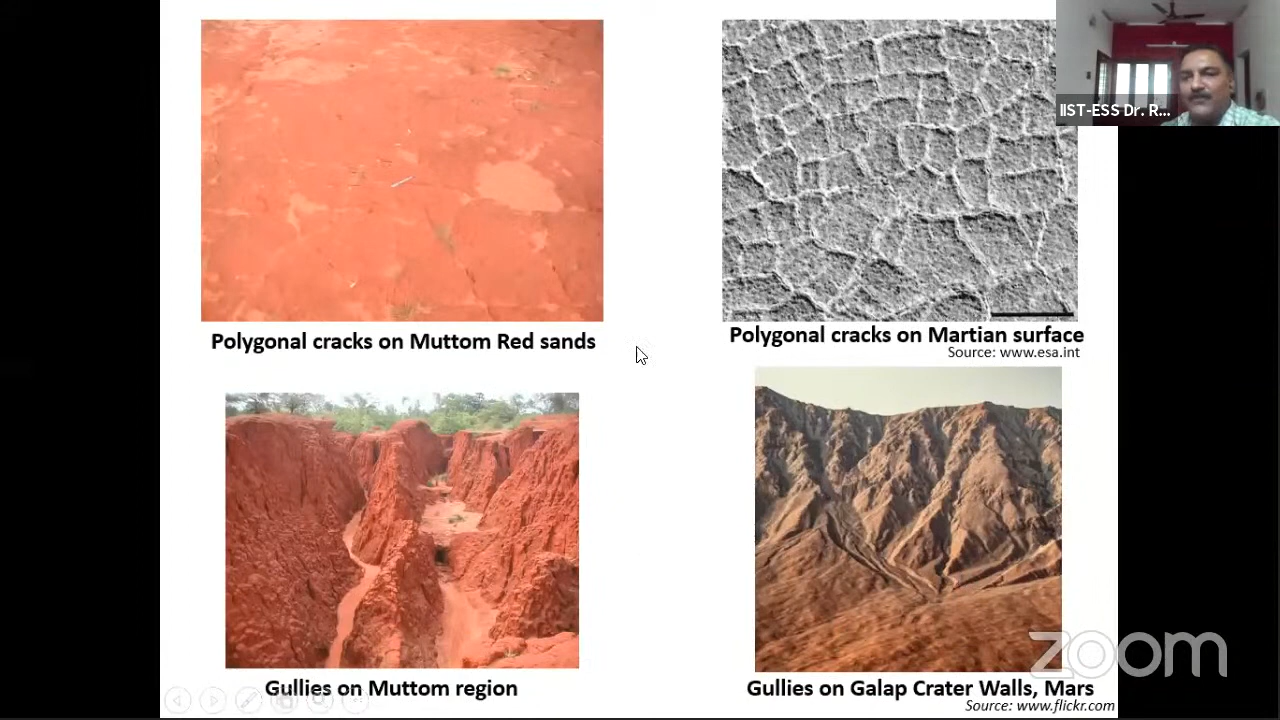 IIST-ESS Dr. R...
Polygonal cracks on Muttom Red sands
Polygonal cracks on Martian surface
Source: www.esa.int
Gullies on Muttom region
Gullies on Galap Crater Walls, Mars
Source: www.flickr.com
zoom